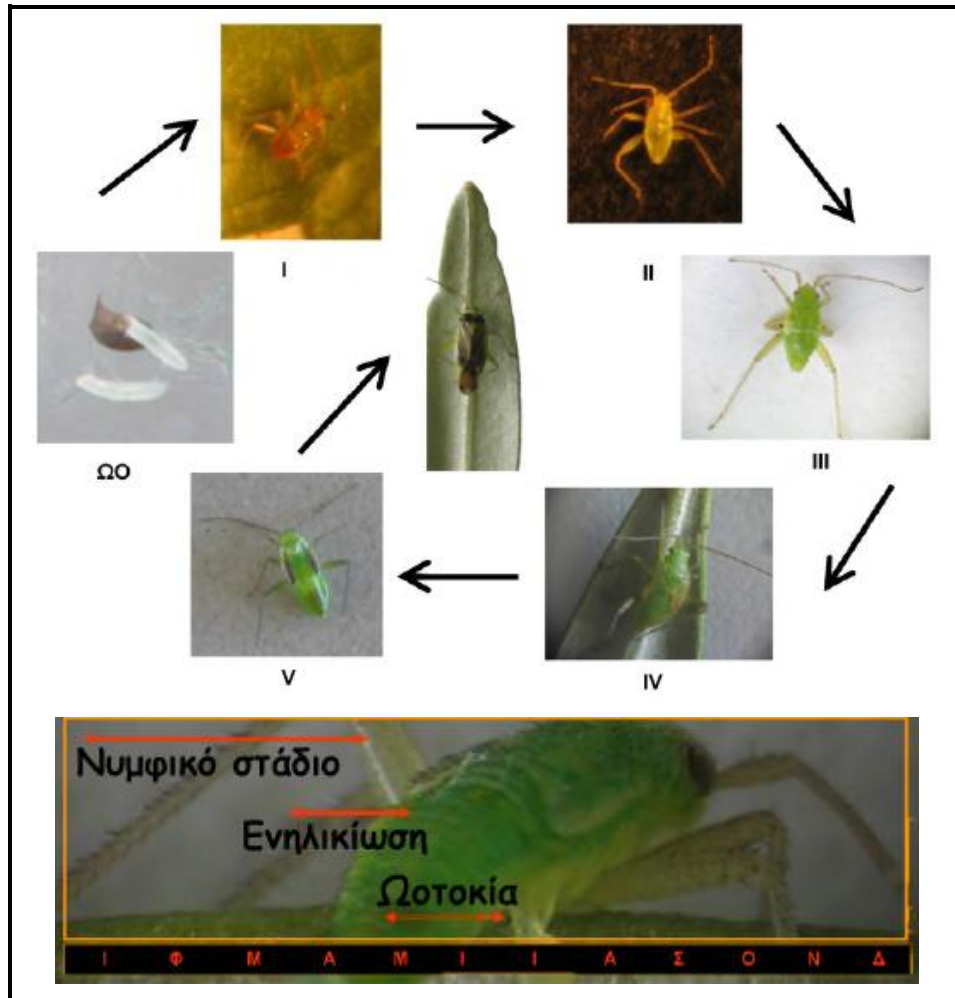 I
II
III
ΩΟ
IV
V
Νυμφικό στάδιο
Ενηλικίωση
Ωοτοκία
Ι Φ Μ Α Μ Ι Ι Α Σ Ο Ν Δ